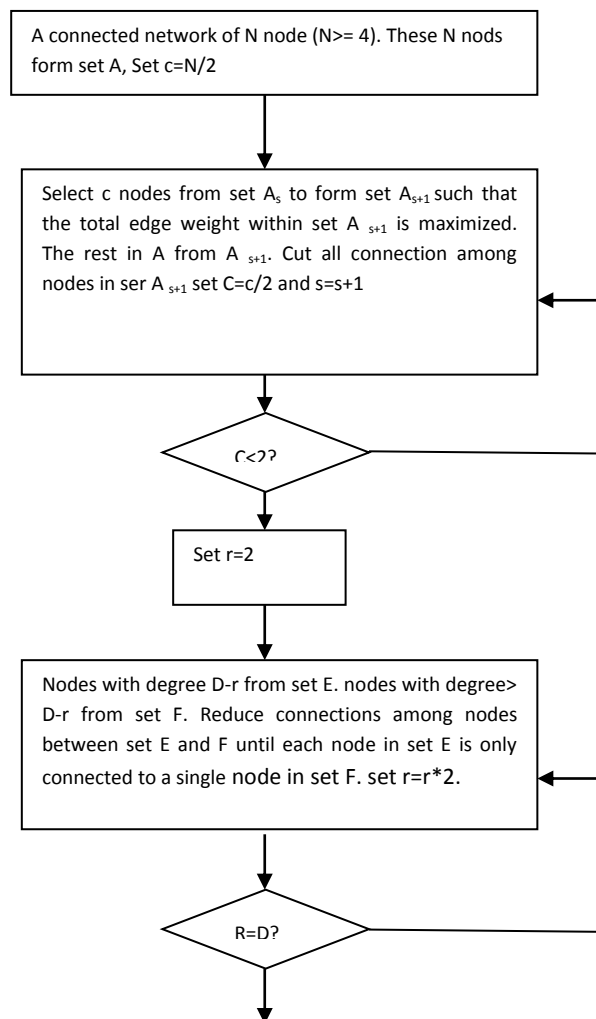 A connected network of N node (N>= 4). These N nods
form set A, Set c=N/2
Select c nodes from set As to form set As+1 such that
the total edge weight within set A s+1 is maximized.
The rest in A from A s+1. Cut all connection among
nodes in ser A s+1 set C=c/2 and s=s+1
C<2?
Set r=2
Nodes with degree D-r from set E. nodes with degree>
D-r from set F. Reduce connections among nodes
between set E and F until each node in set E is only
connected to a single node in set F. set r=r*2.
R=D?